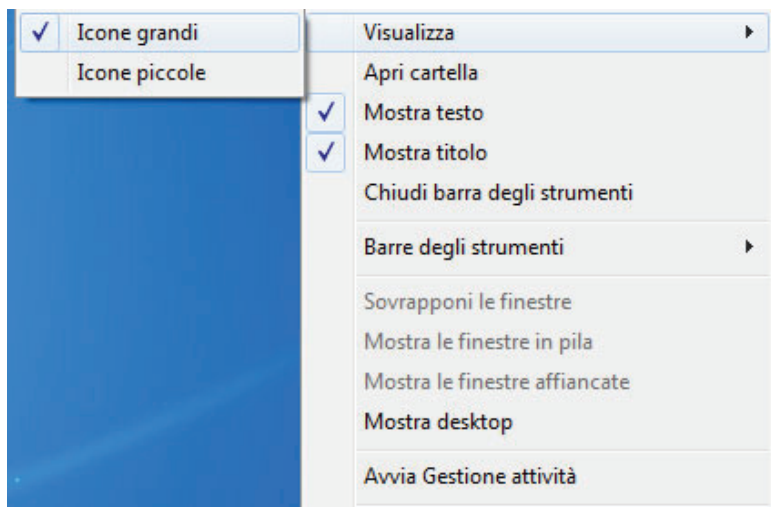 Icone grandi
Icone piccole
Visualizza
Apri cartella
Mostra testo
Mostra titolo
Chiudi barra degli strumenti
Barre degli strumenti
Sovrapponi le finestre
Mostra le finestre in pila
Mostra le finestre affiancate
Mostra desktop
Avvia Gestione attività